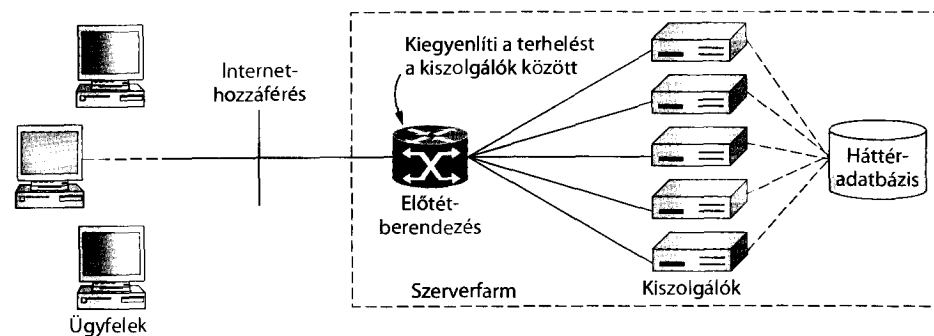 Internet-
hozzáférés
Ügyfelek
Kiegyenlíti a terhelést
a kiszolgálók között
Előtét-
berendezés
Szerverfarm
Kiszolgálók
Háttér-
adatbázis